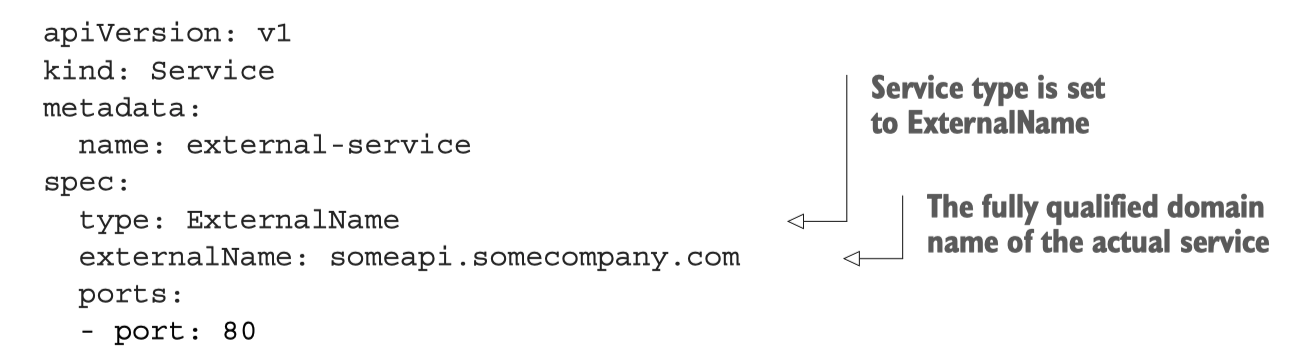 apiVersion: v1
kind: Service
metadata:
  name: external-service
spec:
  type: ExternalName
  externalName: someapi.somecompany.com
  ports:
  - port: 80
Service type is set
to ExternalName
The fully qualified domain
name of the actual service